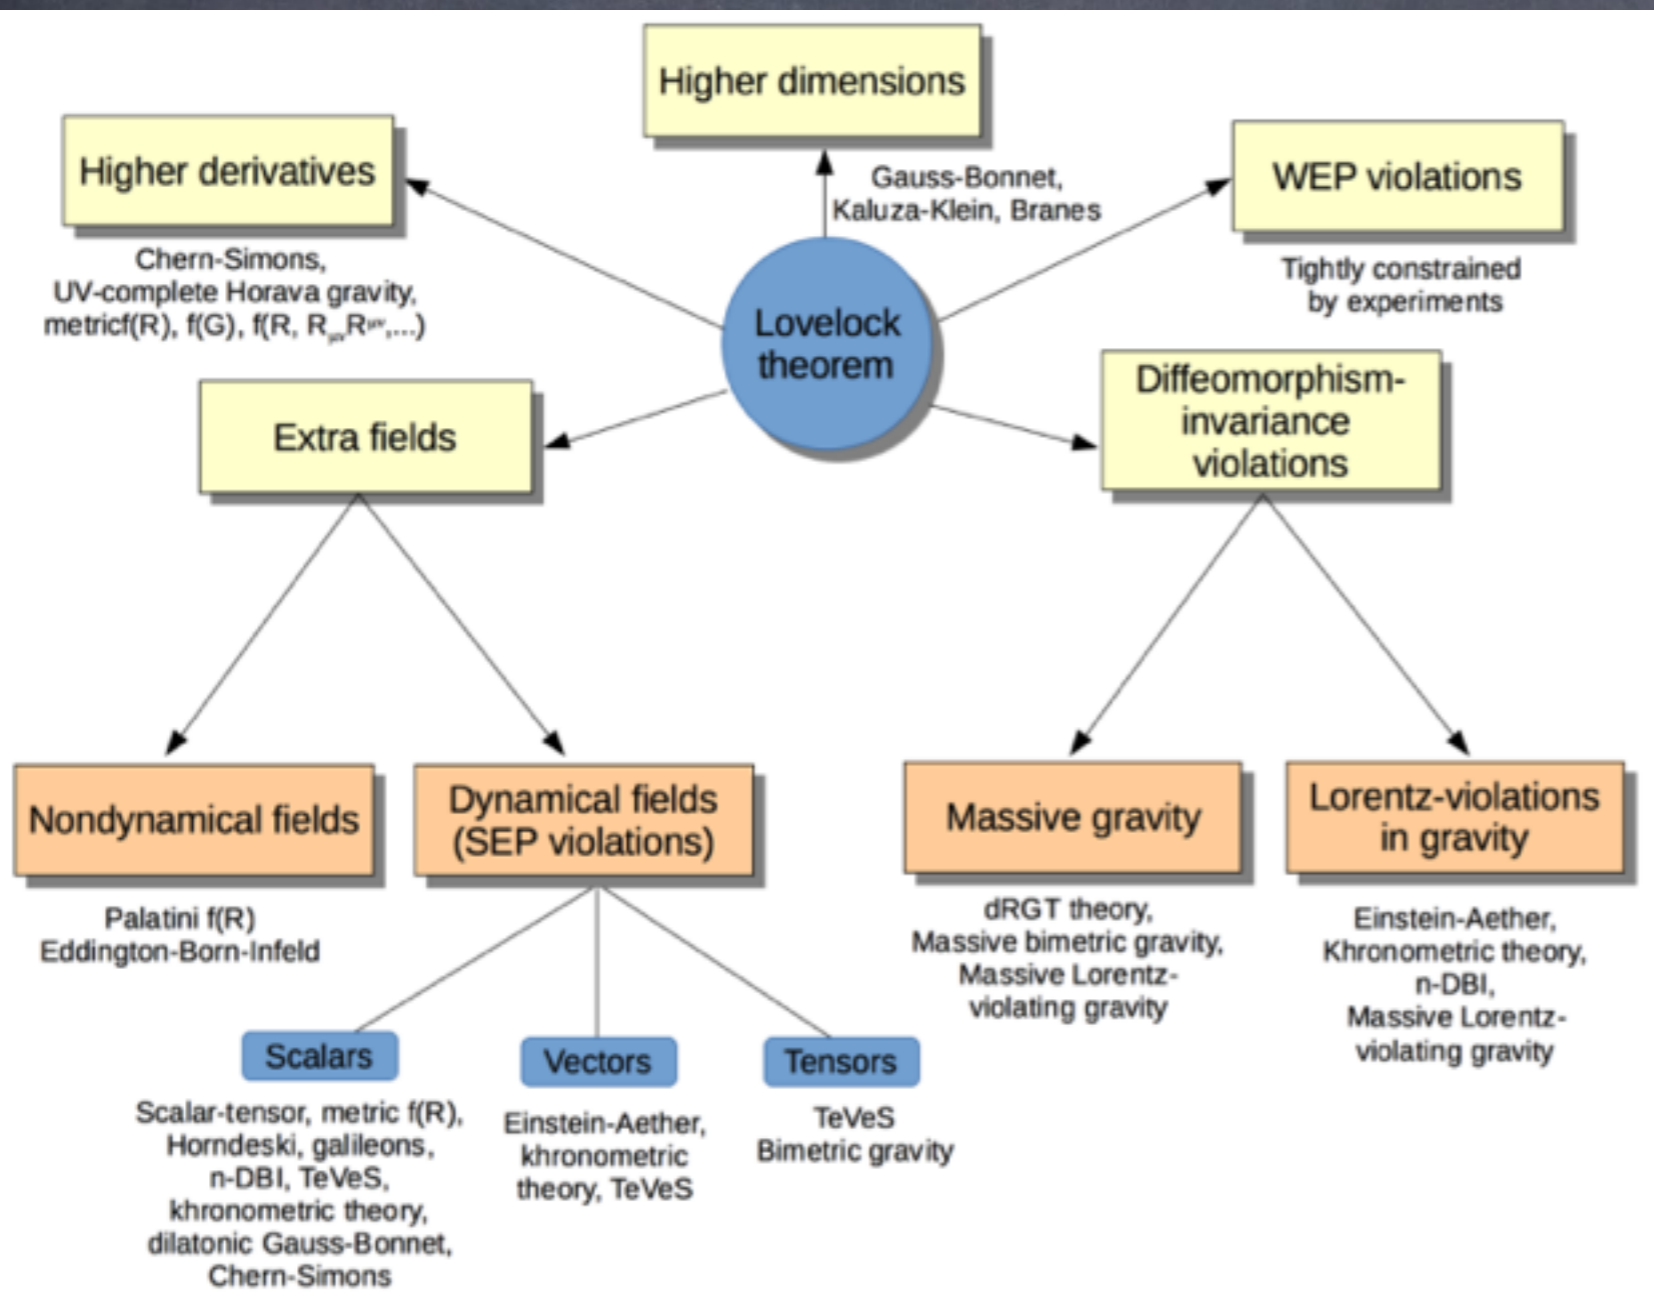 Higher dimensions
Higher derivatives
Gauss-Bonnet,
Kaluza-Klein, Branes
WEP violations
Chern-Simons,
UV-complete Horava gravity,
metricf(R), f(G), f(R, RμνRμν,...)
Tightly constrained
by experiments
Lovelock
theorem
Extra fields
Diffeomorphism-
invariance
violations
Nondynamical fields
Dynamical fields
(SEP violations)
Massive gravity
Lorentz-violations
in gravity
Palatini f(R)
Eddington-Born-Infeld
dRGT theory,
Massive bimetric gravity,
Massive Lorentz-
violating gravity
Einstein-Aether,
Khronometric theory,
n-DBI,
Massive Lorentz-
violating gravity
Scalars
Vectors
Tensors
Scalar-tensor, metric f(R),
Horndeski, galileons,
n-DBI, TeVeS,
khronometric theory,
dilatonic Gauss-Bonnet,
Chern-Simons
Einstein-Aether,
khronometric
theory, TeVeS
TeVeS
Bimetric gravity